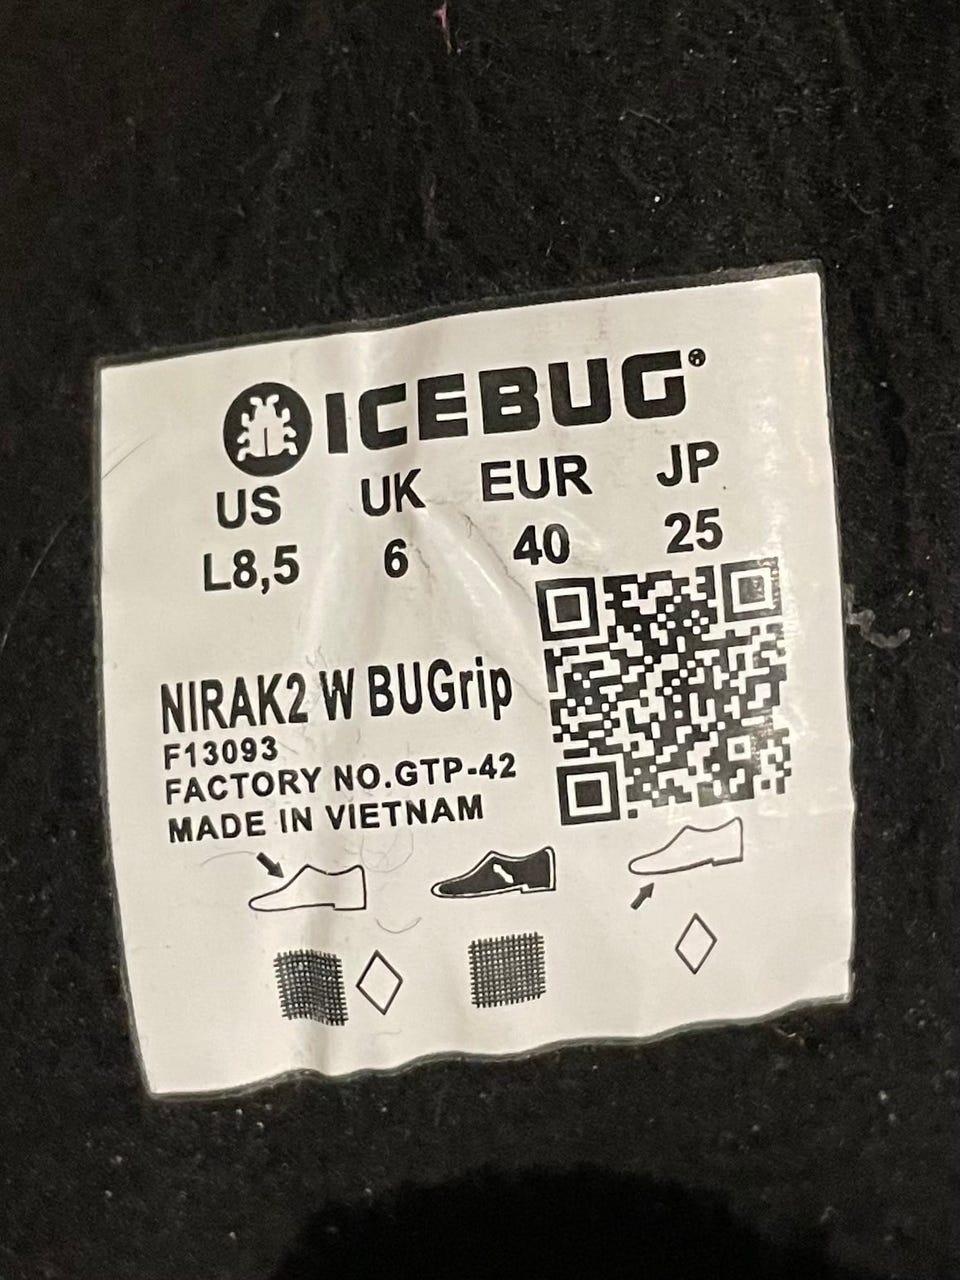 ICEBUG®
US UK EUR JP
L8,5 6 40 25
NIRAK2 W BUGrip
F13093
FACTORY NO.GTP-42
MADE IN VIETNAM